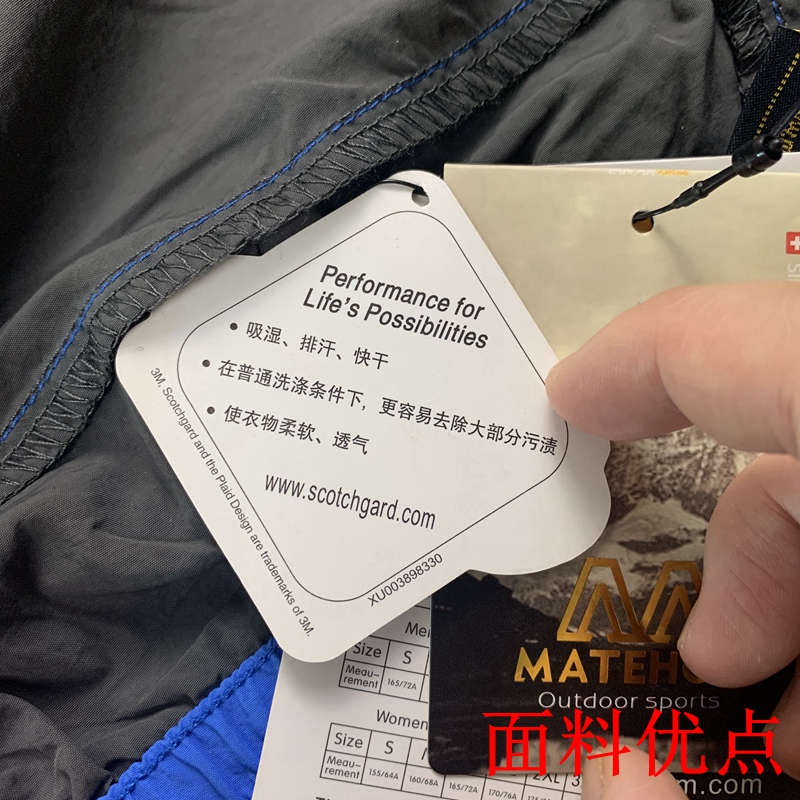 Performance for
Life's Possibilities
• 吸湿、排汗、快干
• 在普通洗涤条件下，更容易去除大部分污渍
• 使衣物柔软、透气
www.scotchgard.com
3M, Scotchgard and the Plaid Design are trademarks of 3M.
XU003898330
Size S
Meau-
rement 165/72A
Women
Size S
Meau-
rement 155/64A 160/68A 165/72A 170/76A
2XL
Outdoor sports
面料优点